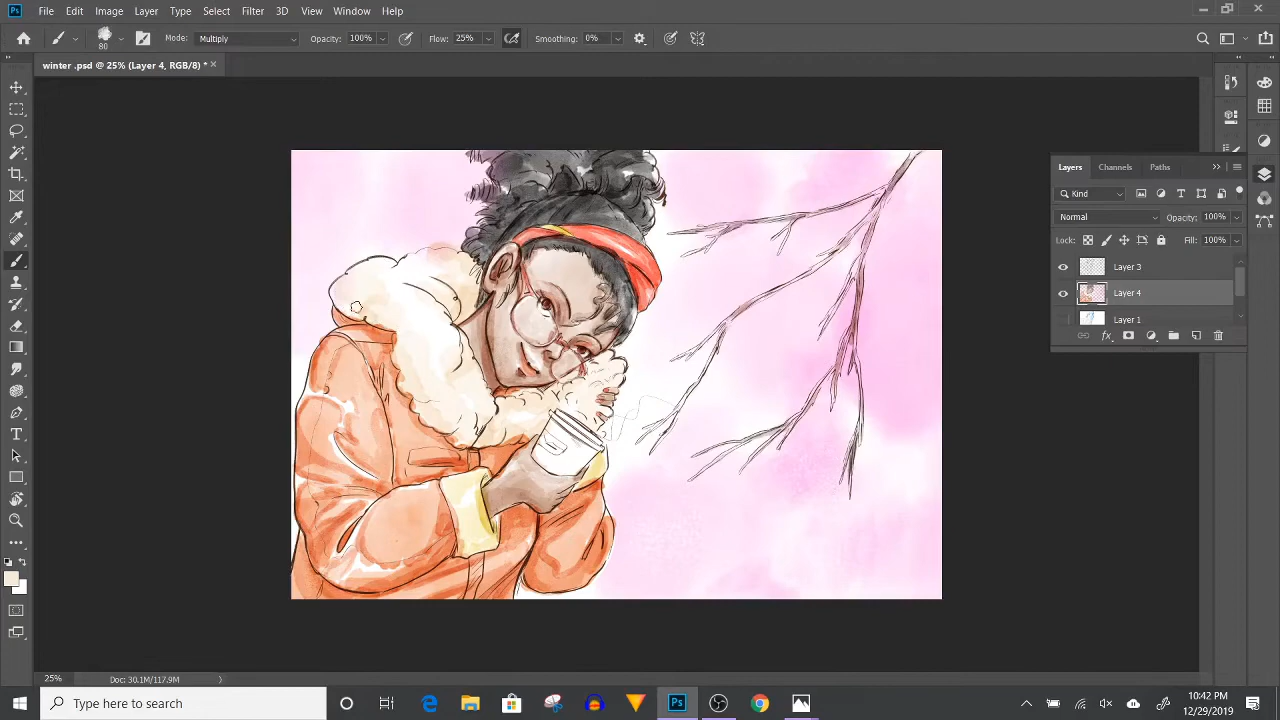 Ps File Edit Image Layer Type Select Filter 3D View Window Help
80 Mode: Multiply Opacity: 100% Flow: 25% Smoothing: 0%
winter .psd @ 25% (Layer 4, RGB/8) *
Layers Channels Paths
Kind
Normal Opacity: 100%
Lock: Fill: 100%
Layer 3
Layer 4
Layer 1
25% Doc: 30.1M/117.9M
Type here to search
Ps
10:42 PM
12/29/2019